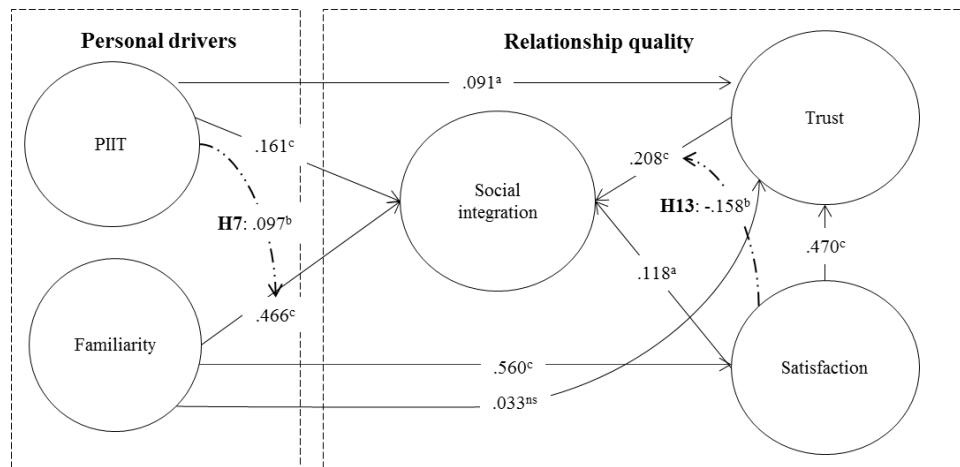 Personal drivers
Relationship quality
.091ᵃ
PIIT
Trust
.161ᶜ
.208ᶜ
Social
integration
H7: .097ᵇ
H13: -.158ᵇ
.470ᶜ
.118ᵃ
.466ᶜ
Familiarity
.560ᶜ
Satisfaction
.033ⁿˢ